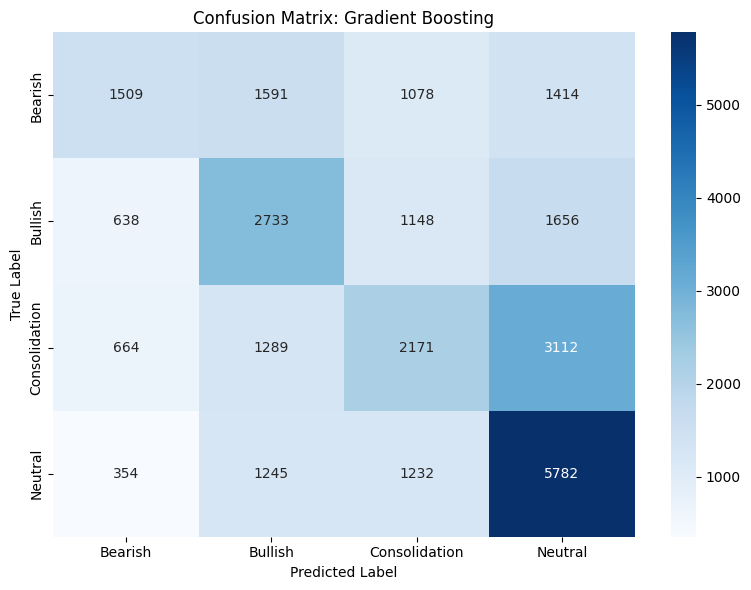 Confusion Matrix: Gradient Boosting
True Label
Bearish 1509 1591 1078 1414
Bullish 638 2733 1148 1656
Consolidation 664 1289 2171 3112
Neutral 354 1245 1232 5782
Bearish Bullish Consolidation Neutral
Predicted Label
5000
4000
3000
2000
1000